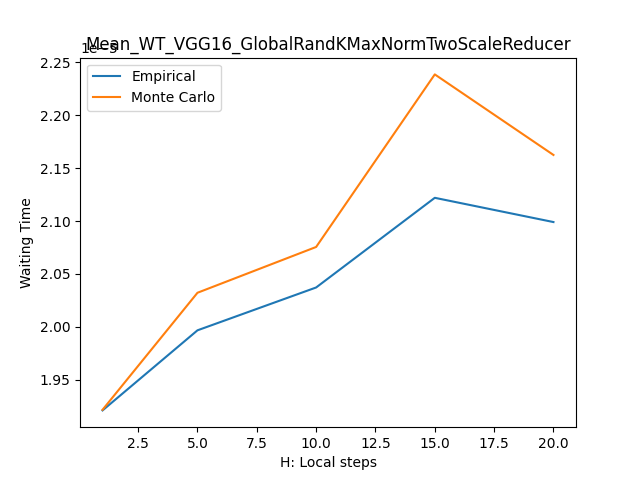 Mean_WT_VGG16_GlobalRandKMaxNormTwoScaleReducer
2.25
2.20
2.15
2.10
2.05
2.00
1.95
Waiting Time
Empirical
Monte Carlo
2.5 5.0 7.5 10.0 12.5 15.0 17.5 20.0
H: Local steps